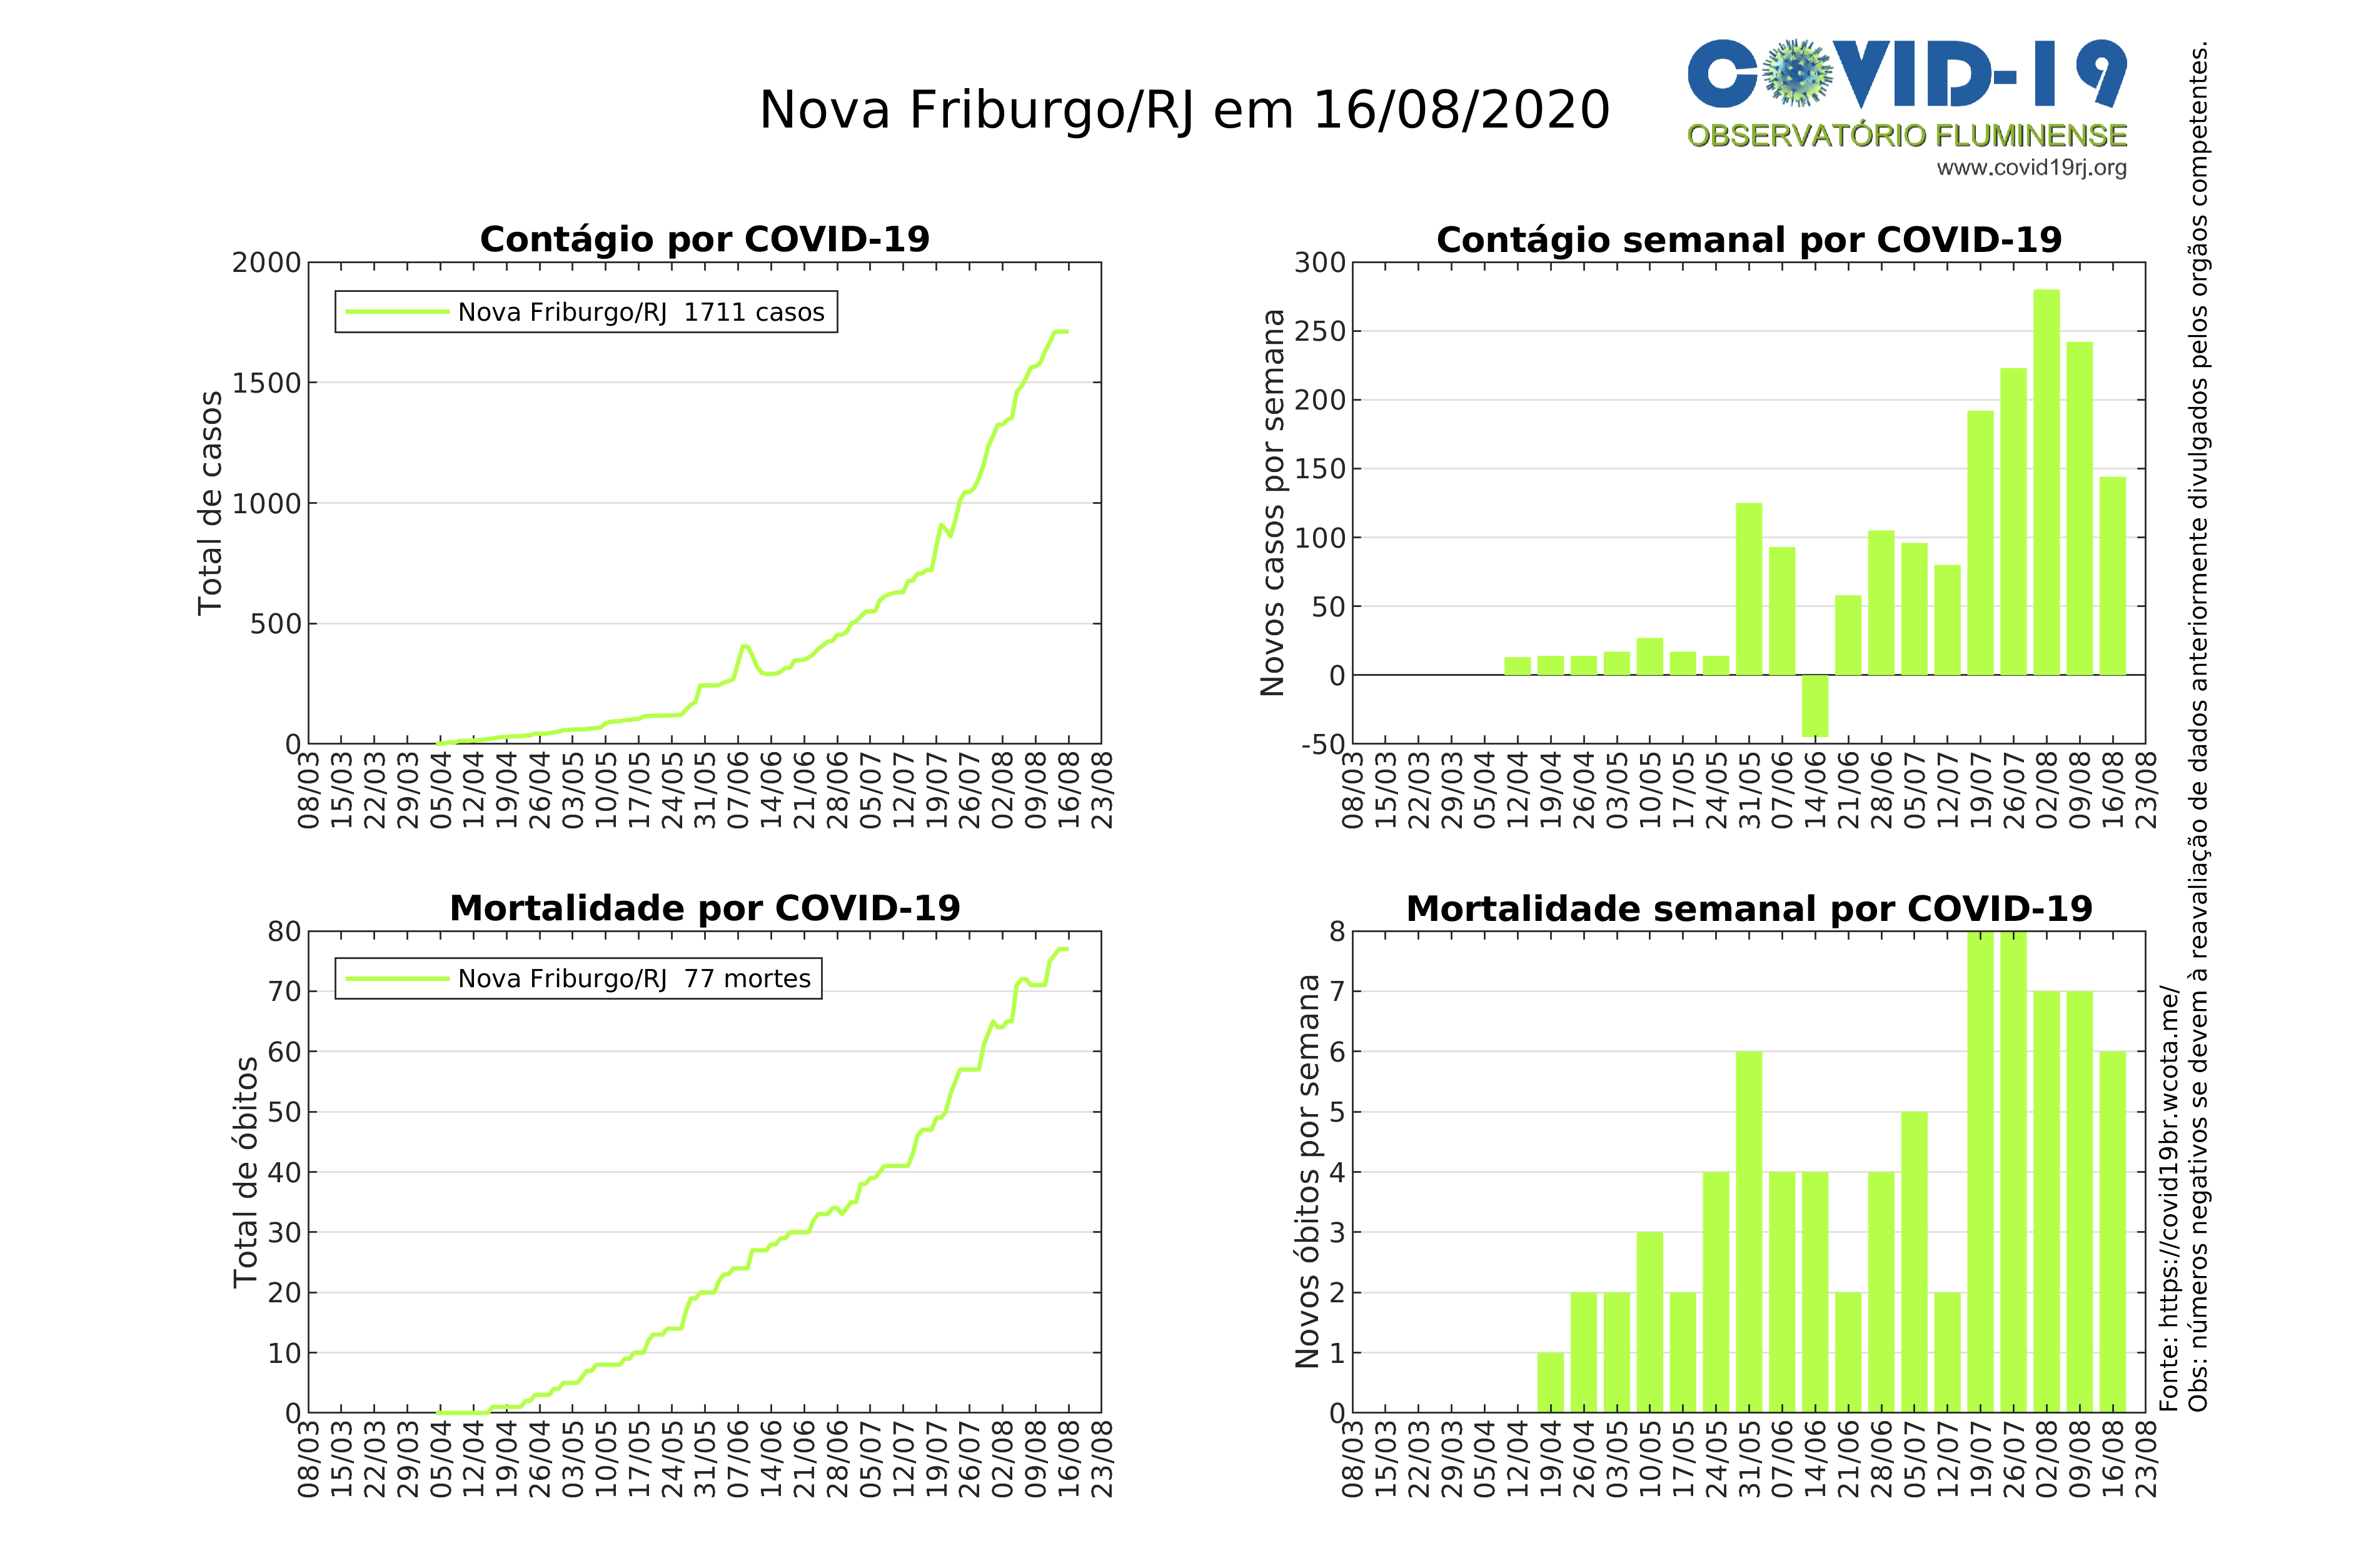 Nova Friburgo/RJ em 16/08/2020
COVID-19
OBSERVATÓRIO FLUMINENSE
www.covid19rj.org
Contágio por COVID-19
Total de casos
2000
1500
1000
500
0
Nova Friburgo/RJ 1711 casos
08/03 15/03 22/03 29/03 05/04 12/04 19/04 26/04 03/05 10/05 17/05 24/05 31/05 07/06 14/06 21/06 28/06 05/07 12/07 19/07 26/07 02/08 09/08 16/08 23/08
Contágio semanal por COVID-19
Novos casos por semana
300
250
200
150
100
50
0
-50
08/03 15/03 22/03 29/03 05/04 12/04 19/04 26/04 03/05 10/05 17/05 24/05 31/05 07/06 14/06 21/06 28/06 05/07 12/07 19/07 26/07 02/08 09/08 16/08 23/08
Mortalidade por COVID-19
Total de óbitos
80
70
60
50
40
30
20
10
0
Nova Friburgo/RJ 77 mortes
08/03 15/03 22/03 29/03 05/04 12/04 19/04 26/04 03/05 10/05 17/05 24/05 31/05 07/06 14/06 21/06 28/06 05/07 12/07 19/07 26/07 02/08 09/08 16/08 23/08
Mortalidade semanal por COVID-19
Novos óbitos por semana
8
7
6
5
4
3
2
1
0
08/03 15/03 22/03 29/03 05/04 12/04 19/04 26/04 03/05 10/05 17/05 24/05 31/05 07/06 14/06 21/06 28/06 05/07 12/07 19/07 26/07 02/08 09/08 16/08 23/08
Fonte: https://covid19br.wcota.me/
Obs: números negativos se devem à reavaliação de dados anteriormente divulgados pelos orgãos competentes.